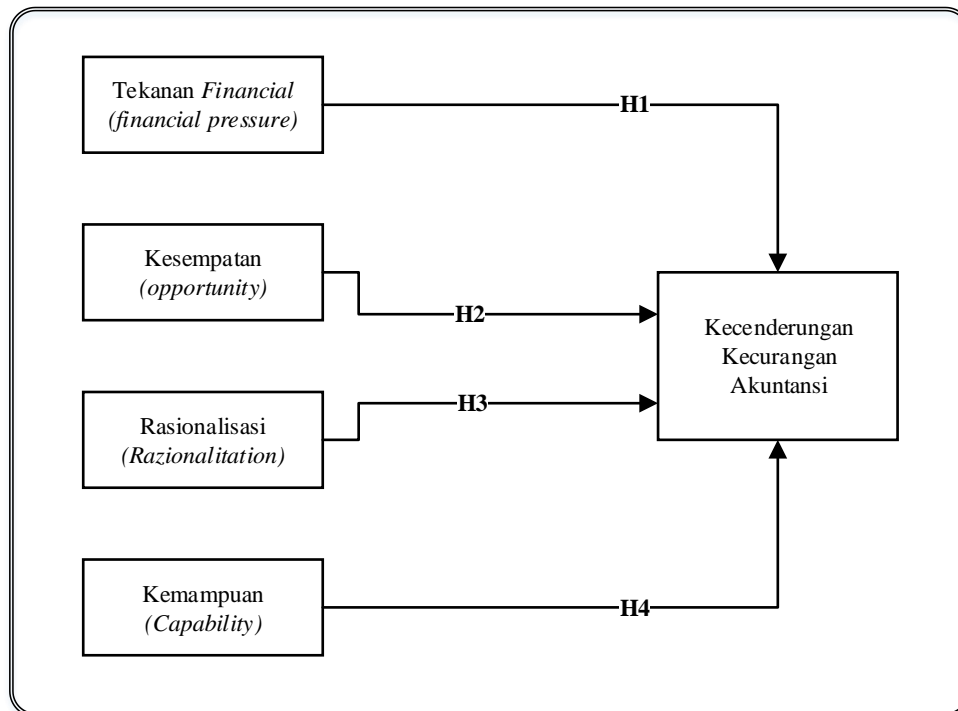 Tekanan Financial
(financial pressure)
H1
Kesempatan
(opportunity)
H2
Kecenderungan
Kecurangan
Akuntansi
Rasionalisasi
(Razionalitation)
H3
Kemampuan
(Capability)
H4